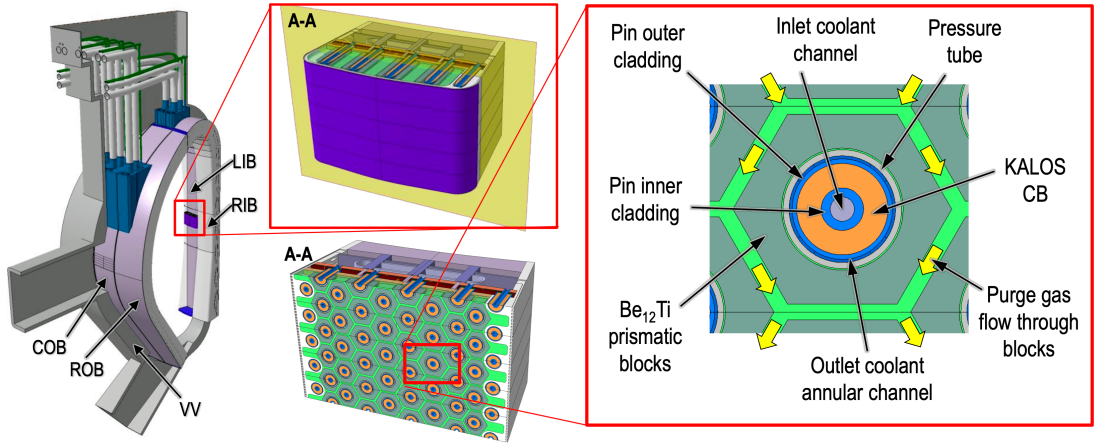 A-A
LIB
RIB
COB
ROB
VV
A-A
Pin outer
cladding
Inlet coolant
channel
Pressure
tube
Pin inner
cladding
KALOS
CB
Be₁₂Ti
prismatic
blocks
Outlet coolant
annular channel
Purge gas
flow through
blocks